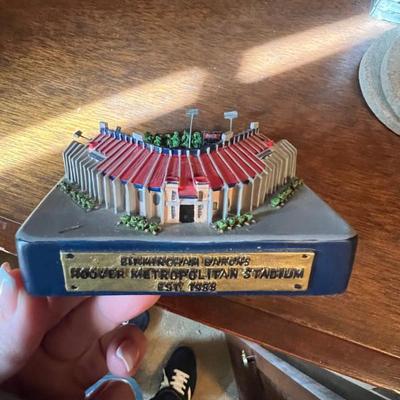 BIRMINGHAM BARONS
HOOVER METROPOLITAN STADIUM
EST. 1988